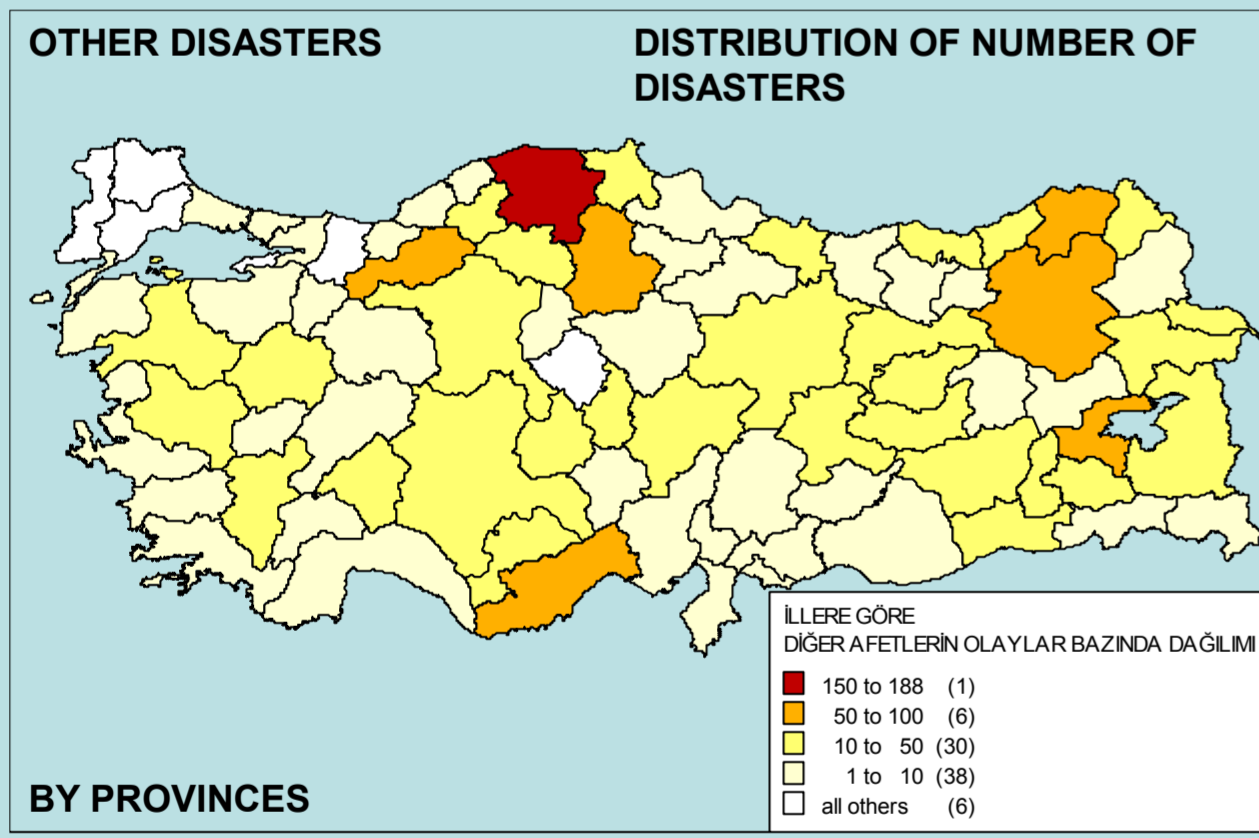 OTHER DISASTERS
DISTRIBUTION OF NUMBER OF
DISASTERS
İLLERE GÖRE
DİĞER AFETLERİN OLAYLAR BAZINDA DAĞILIMI
150 to 188 (1)
50 to 100 (6)
10 to 50 (30)
1 to 10 (38)
all others (6)
BY PROVINCES